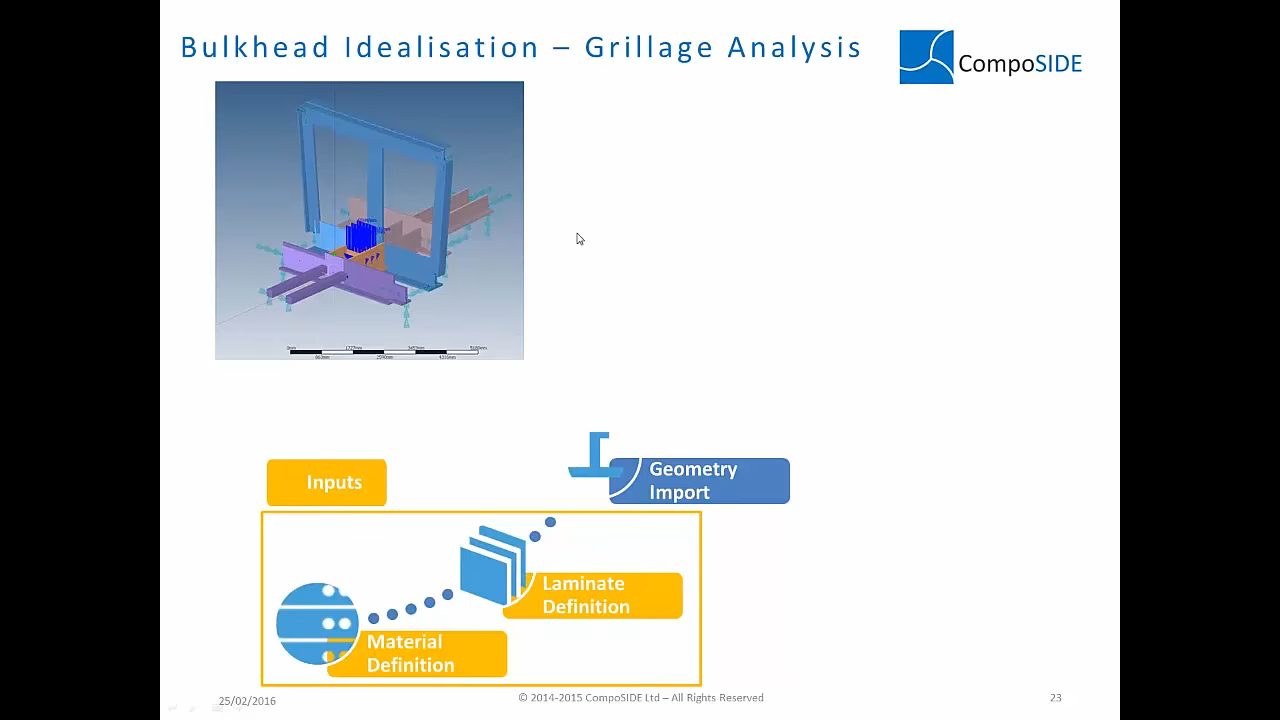 Bulkhead Idealisation – Grillage Analysis
CompoSIDE
Inputs
Geometry
Import
Laminate
Definition
Material
Definition
25/02/2016
© 2014-2015 CompoSIDE Ltd – All Rights Reserved
23